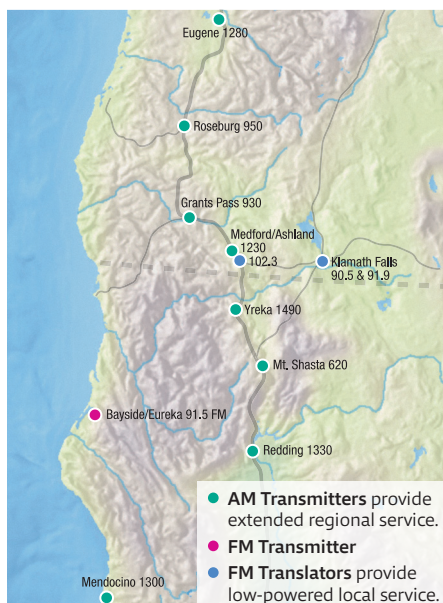 Eugene 1280
Roseburg 950
Grants Pass 930
Medford/Ashland
1230
102.3
Klamath Falls
90.5 & 91.9
Yreka 1490
Mt. Shasta 620
Bayside/Eureka 91.5 FM
Redding 1330
Mendocino 1300
AM Transmitters provide
extended regional service.
FM Transmitter
FM Translators provide
low-powered local service.